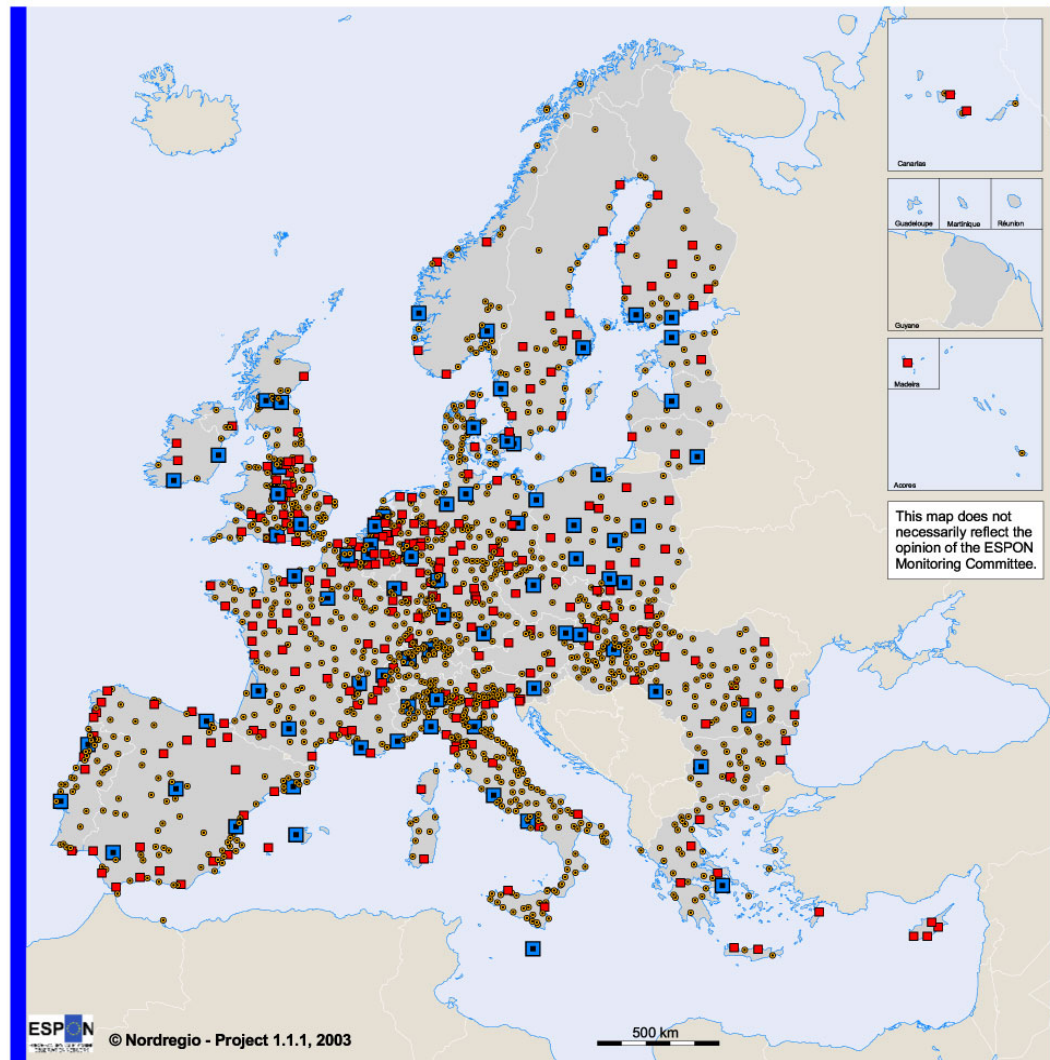 Canarias
Guadeloupe
Martinique
Réunion
Guyane
Madeira
Acores
This map does not
necessarily reflect the
opinion of the ESPON
Monitoring Committee.
ESPON
© Nordregio - Project 1.1.1, 2003
500 km